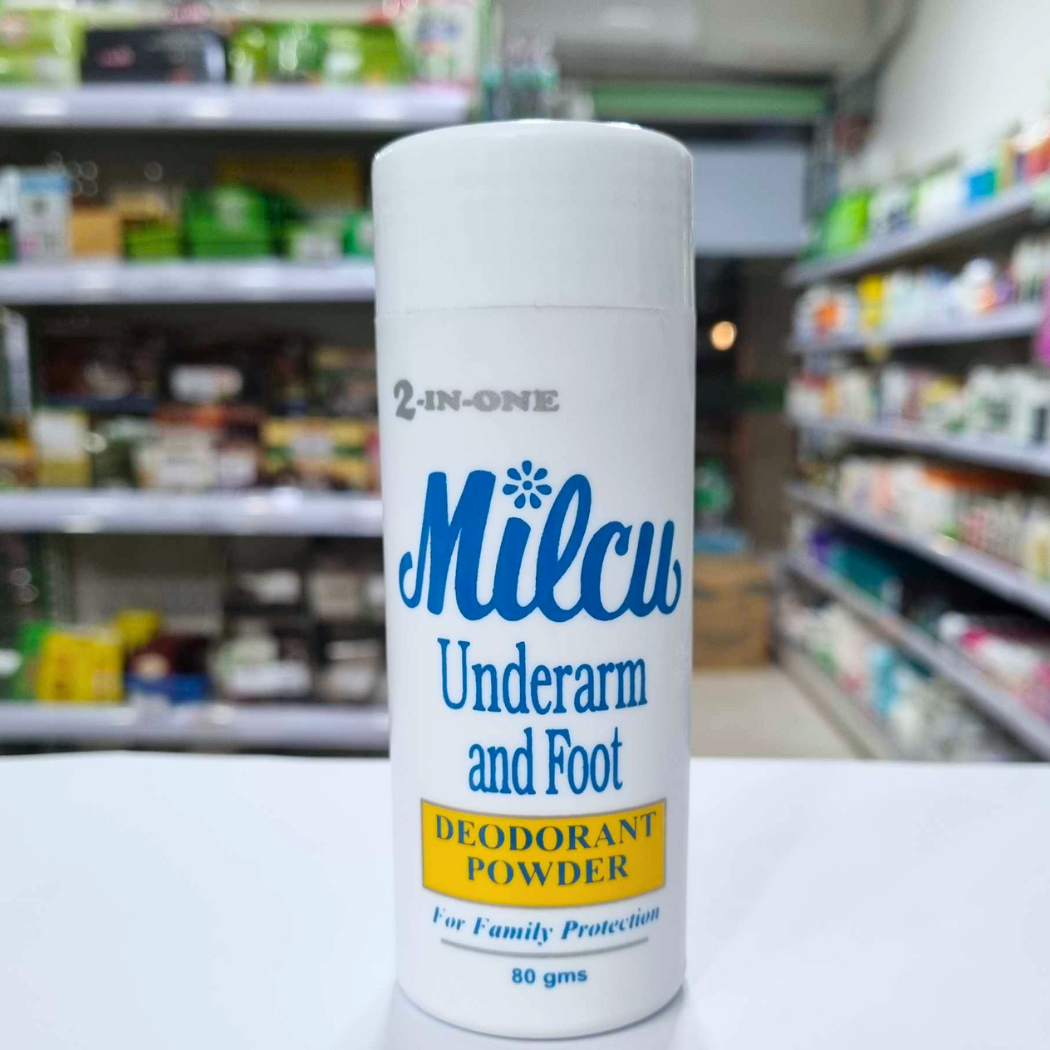 2-IN-ONE
Milcu
Underarm
and Foot
DEODORANT
POWDER
For Family Protection
80 gms